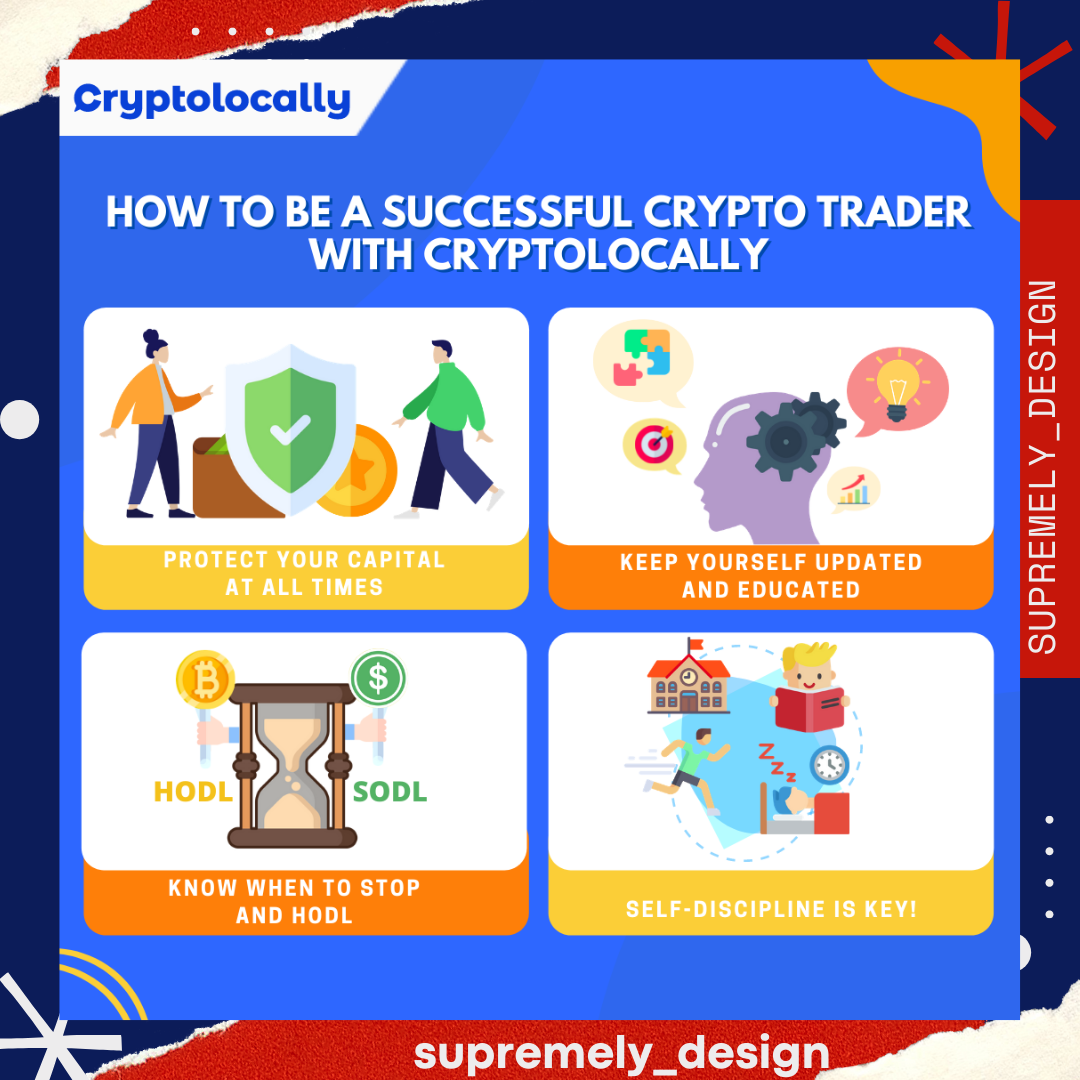 Cryptolocally
HOW TO BE A SUCCESSFUL CRYPTO TRADER
WITH CRYPTOLOCALLY
PROTECT YOUR CAPITAL
AT ALL TIMES
KEEP YOURSELF UPDATED
AND EDUCATED
HODL
SODL
KNOW WHEN TO STOP
AND HODL
Z
Z
Z
SELF-DISCIPLINE IS KEY!
SUPREMELY_DESIGN
supremely_design